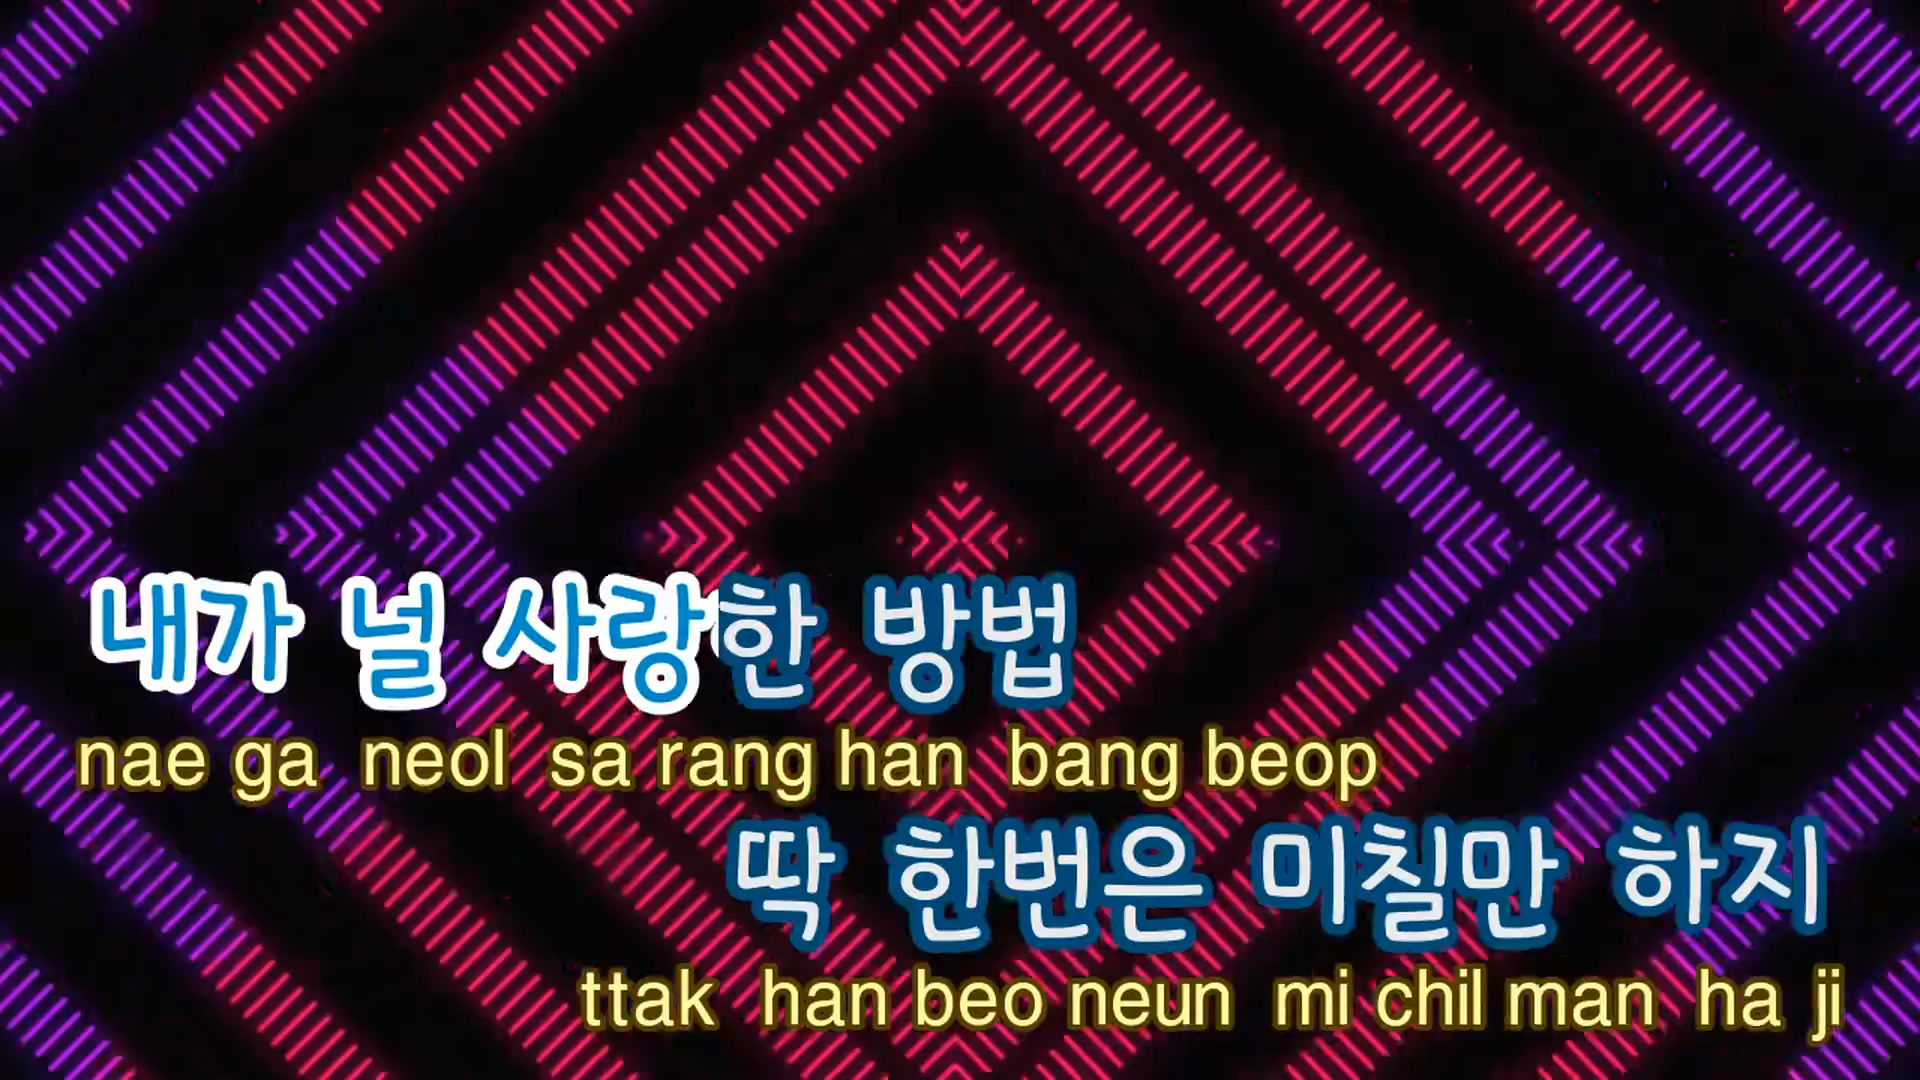 내가 널 사랑한 방법
nae ga neol sa rang han bang beop
딱 한번은 미칠만 하지
ttak han beo neun mi chil man ha ji